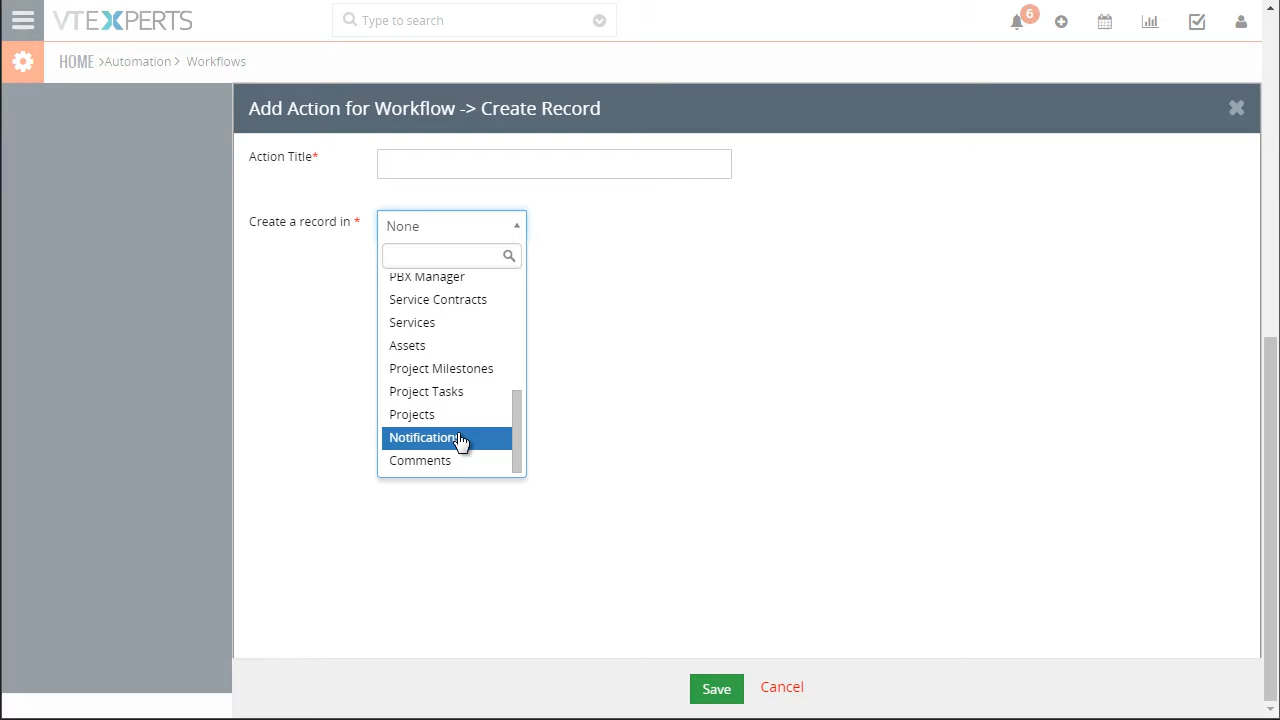 VTEXPERTS
Type to search
6
HOME >Automation > Workflows
Add Action for Workflow -> Create Record
Action Title*
Create a record in *
None
PBX Manager
Service Contracts
Services
Assets
Project Milestones
Project Tasks
Projects
Notification
Comments
Save
Cancel